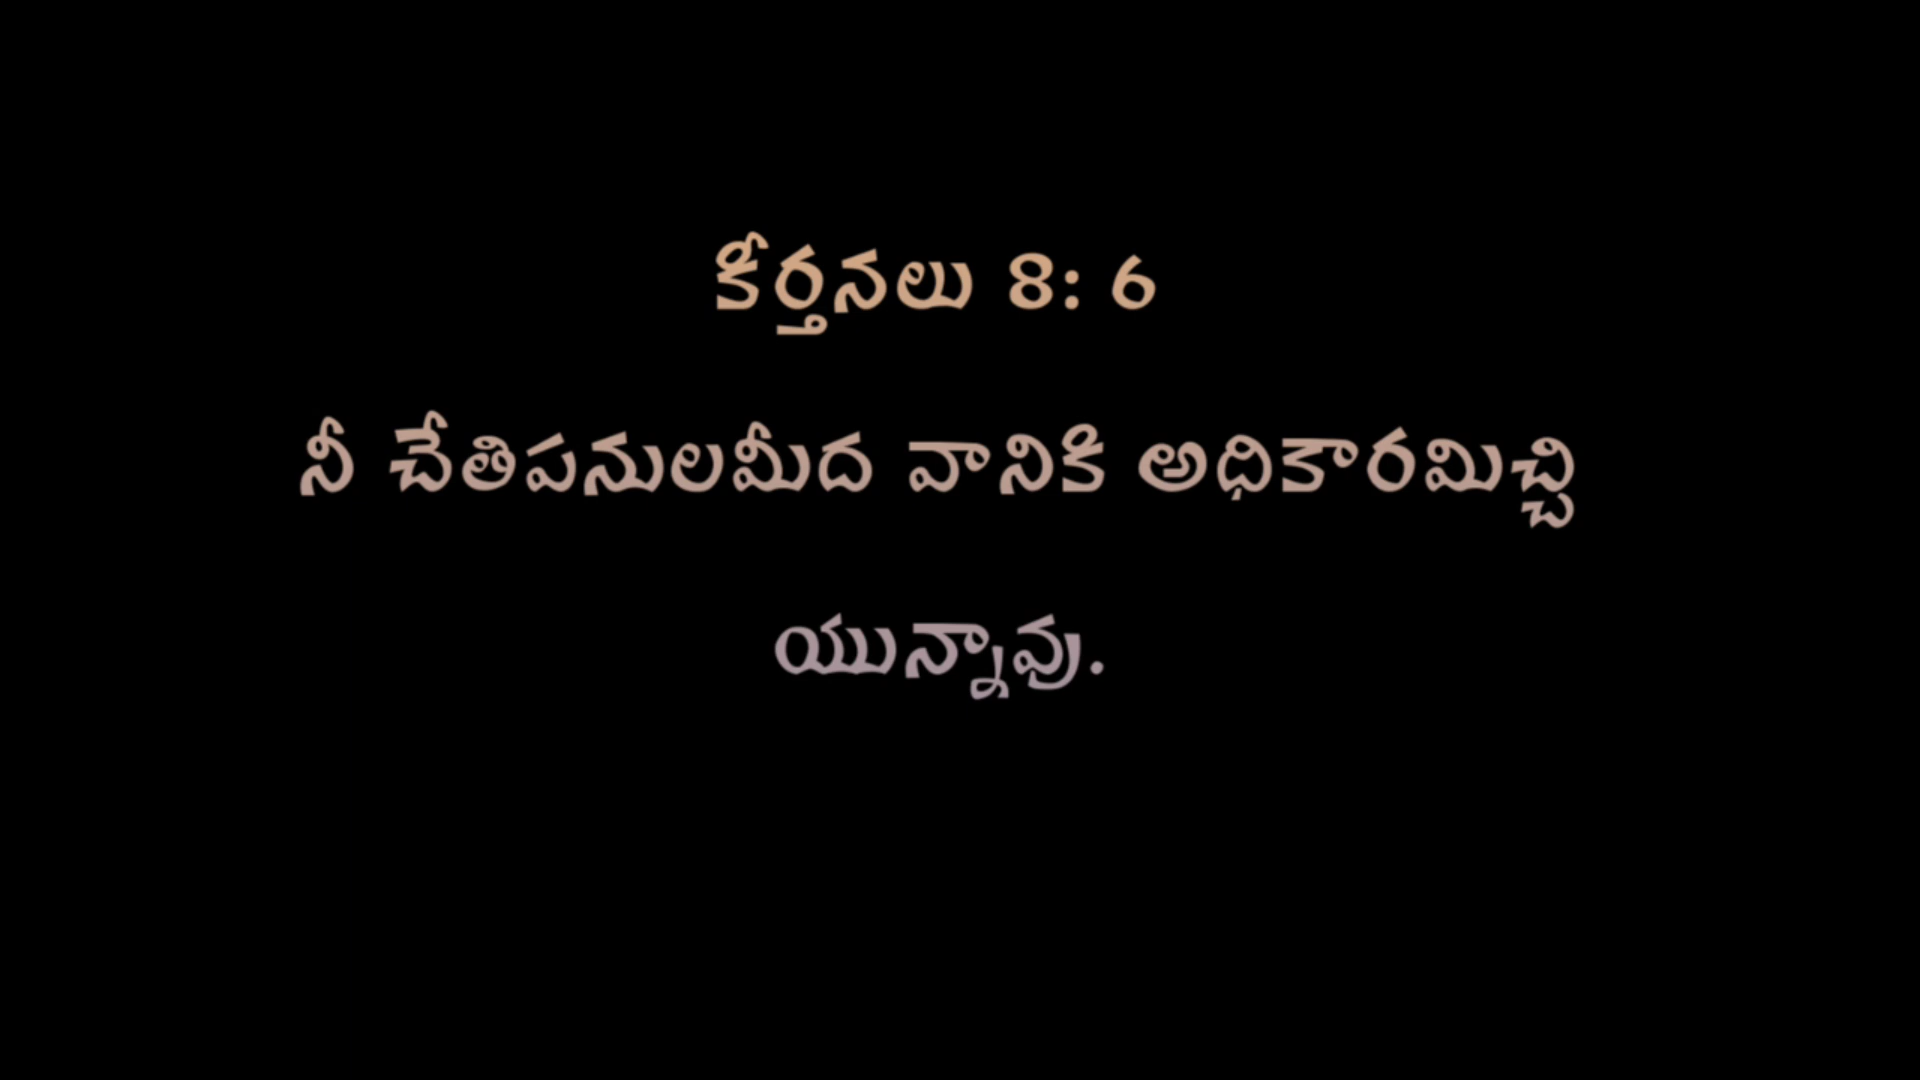 కీర్తనలు 8: 6
నీ చేతిపనులమీద వానికి అధికారమిచ్చి
యున్నావు.